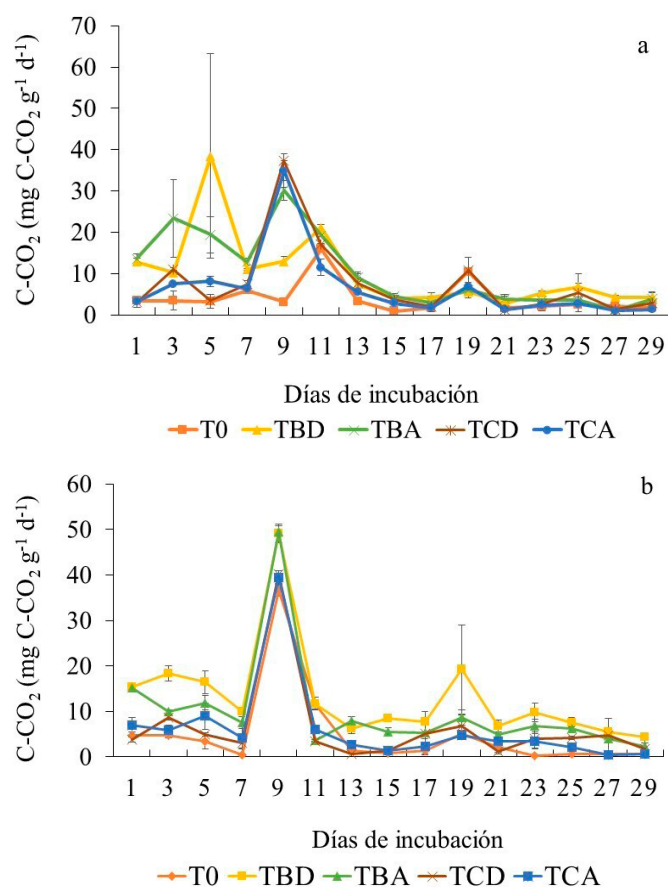 a
70
60
50
40
30
20
10
0
C-CO₂ (mg C-CO₂ g⁻¹ d⁻¹)
1 3 5 7 9 11 13 15 17 19 21 23 25 27 29
Días de incubación
T0 TBD TBA TCD TCA
b
60
50
40
30
20
10
0
C-CO₂ (mg C-CO₂ g⁻¹ d⁻¹)
1 3 5 7 9 11 13 15 17 19 21 23 25 27 29
Días de incubación
T0 TBD TBA TCD TCA